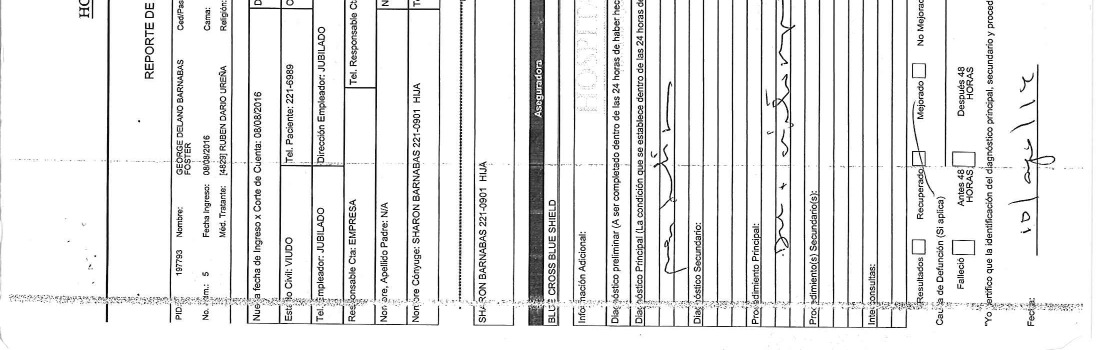 REPORTE DE
PID# 197793 Nombre: GEORGE DELANO BARNABAS FOSTER Ced/Pas
No. Adm.: 5 Fecha Ingreso: 08/08/2016 Cama:
Méd. Tratante: [4829] RUBEN DARIO UREÑA Religión:
Nueva fecha de Ingreso x Corte de Cuenta: 08/08/2016
Estado Civil: VIUDO Tel. Paciente: 221-6989
Tel. Empleador: JUBILADO Dirección Empleador: JUBILADO
Responsable Cta: EMPRESA Tel. Responsable Cta:
Nombre, Apellido Padre: N/A
Nombre Cónyuge: SHARON BARNABAS 221-0901 HIJA
SHARON BARNABAS 221-0901 HIJA
Aseguradora
BLUE CROSS BLUE SHIELD
Información Adicional:
Diagnóstico preliminar (A ser completado dentro de las 24 horas de haber hec
Diagnóstico Principal (La condición que se establece dentro de las 24 horas de
Diagnóstico Secundario:
Procedimiento Principal:
Procedimiento(s) Secundario(s):
Interconsultas:
Resultados Recuperado Mejorado No Mejorad
Causa de Defunción (Si aplica)
Falleció Antes 48 HORAS Después 48 HORAS
"Yo certifico que la identificación del diagnóstico principal, secundario y proced
Fecha: